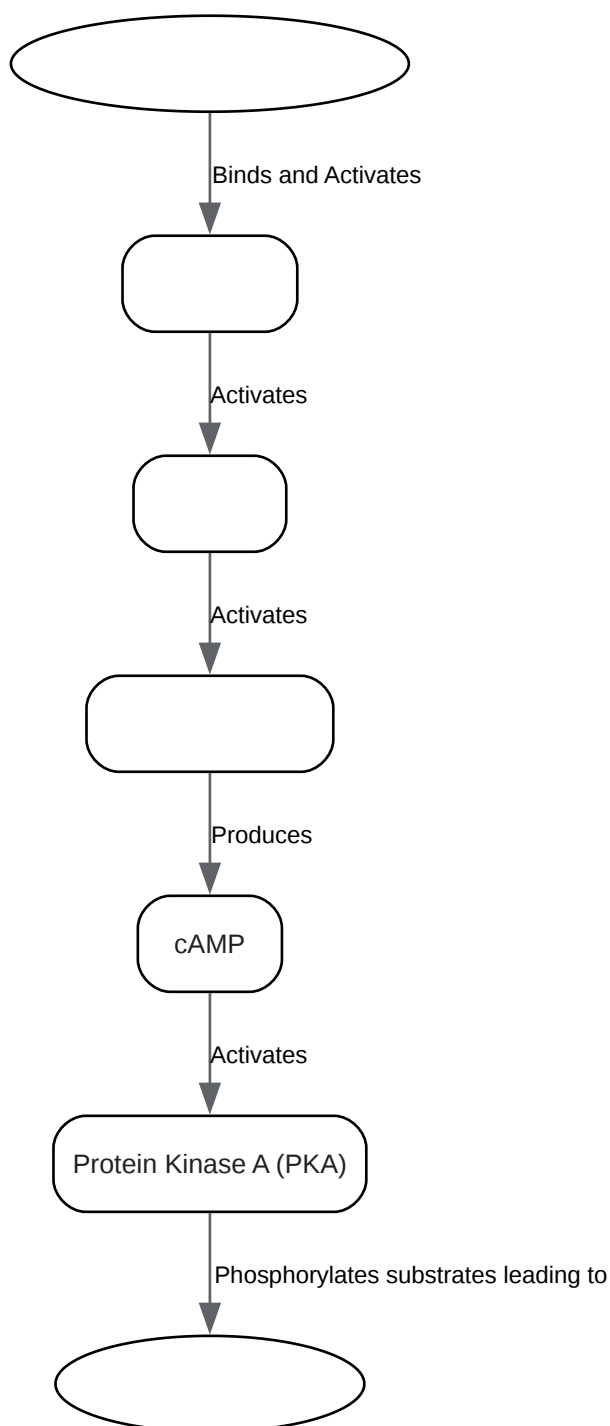 Binds and Activates
Activates
Activates
Produces
cAMP
Activates
Protein Kinase A (PKA)
Phosphorylates substrates leading to